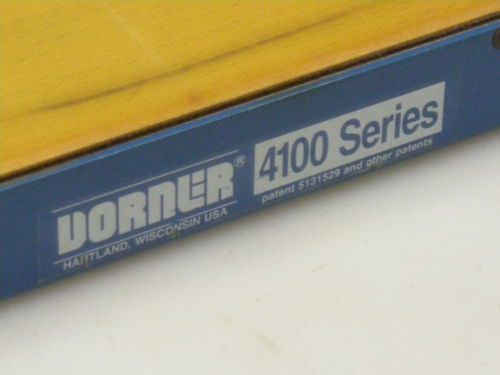 DORNER®
HARTLAND, WISCONSIN USA
4100 Series
patent 5131529 and other patents